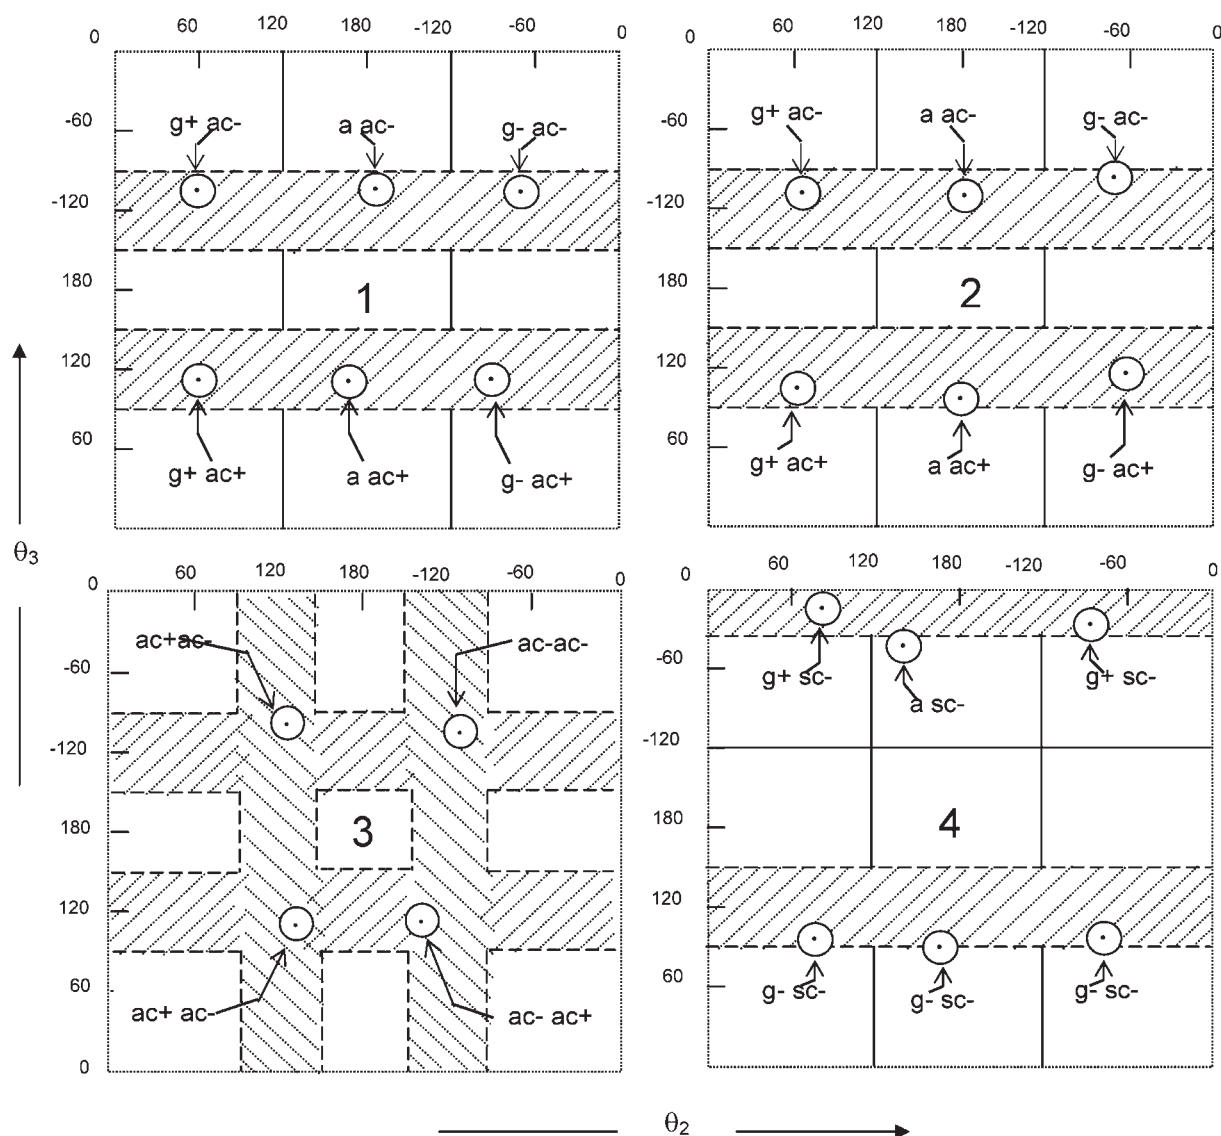 0 60 120 180 -120 -60 0
-60
-120
180
120
60
g+ ac- a ac- g- ac-
1
g+ ac+ a ac+ g- ac+
0 60 120 180 -120 -60 0
-60
-120
180
120
60
g+ ac- a ac- g- ac-
2
g+ ac+ a ac+ g- ac+
θ3
0 60 120 180 -120 -60 0
-60
-120
180
120
60
0
ac+ac- ac-ac-
3
ac+ ac- ac- ac+
0 60 120 180 -120 -60 0
-60
-120
180
120
60
g+ sc- a sc- g+ sc-
4
g- sc- g- sc- g- sc-
θ2